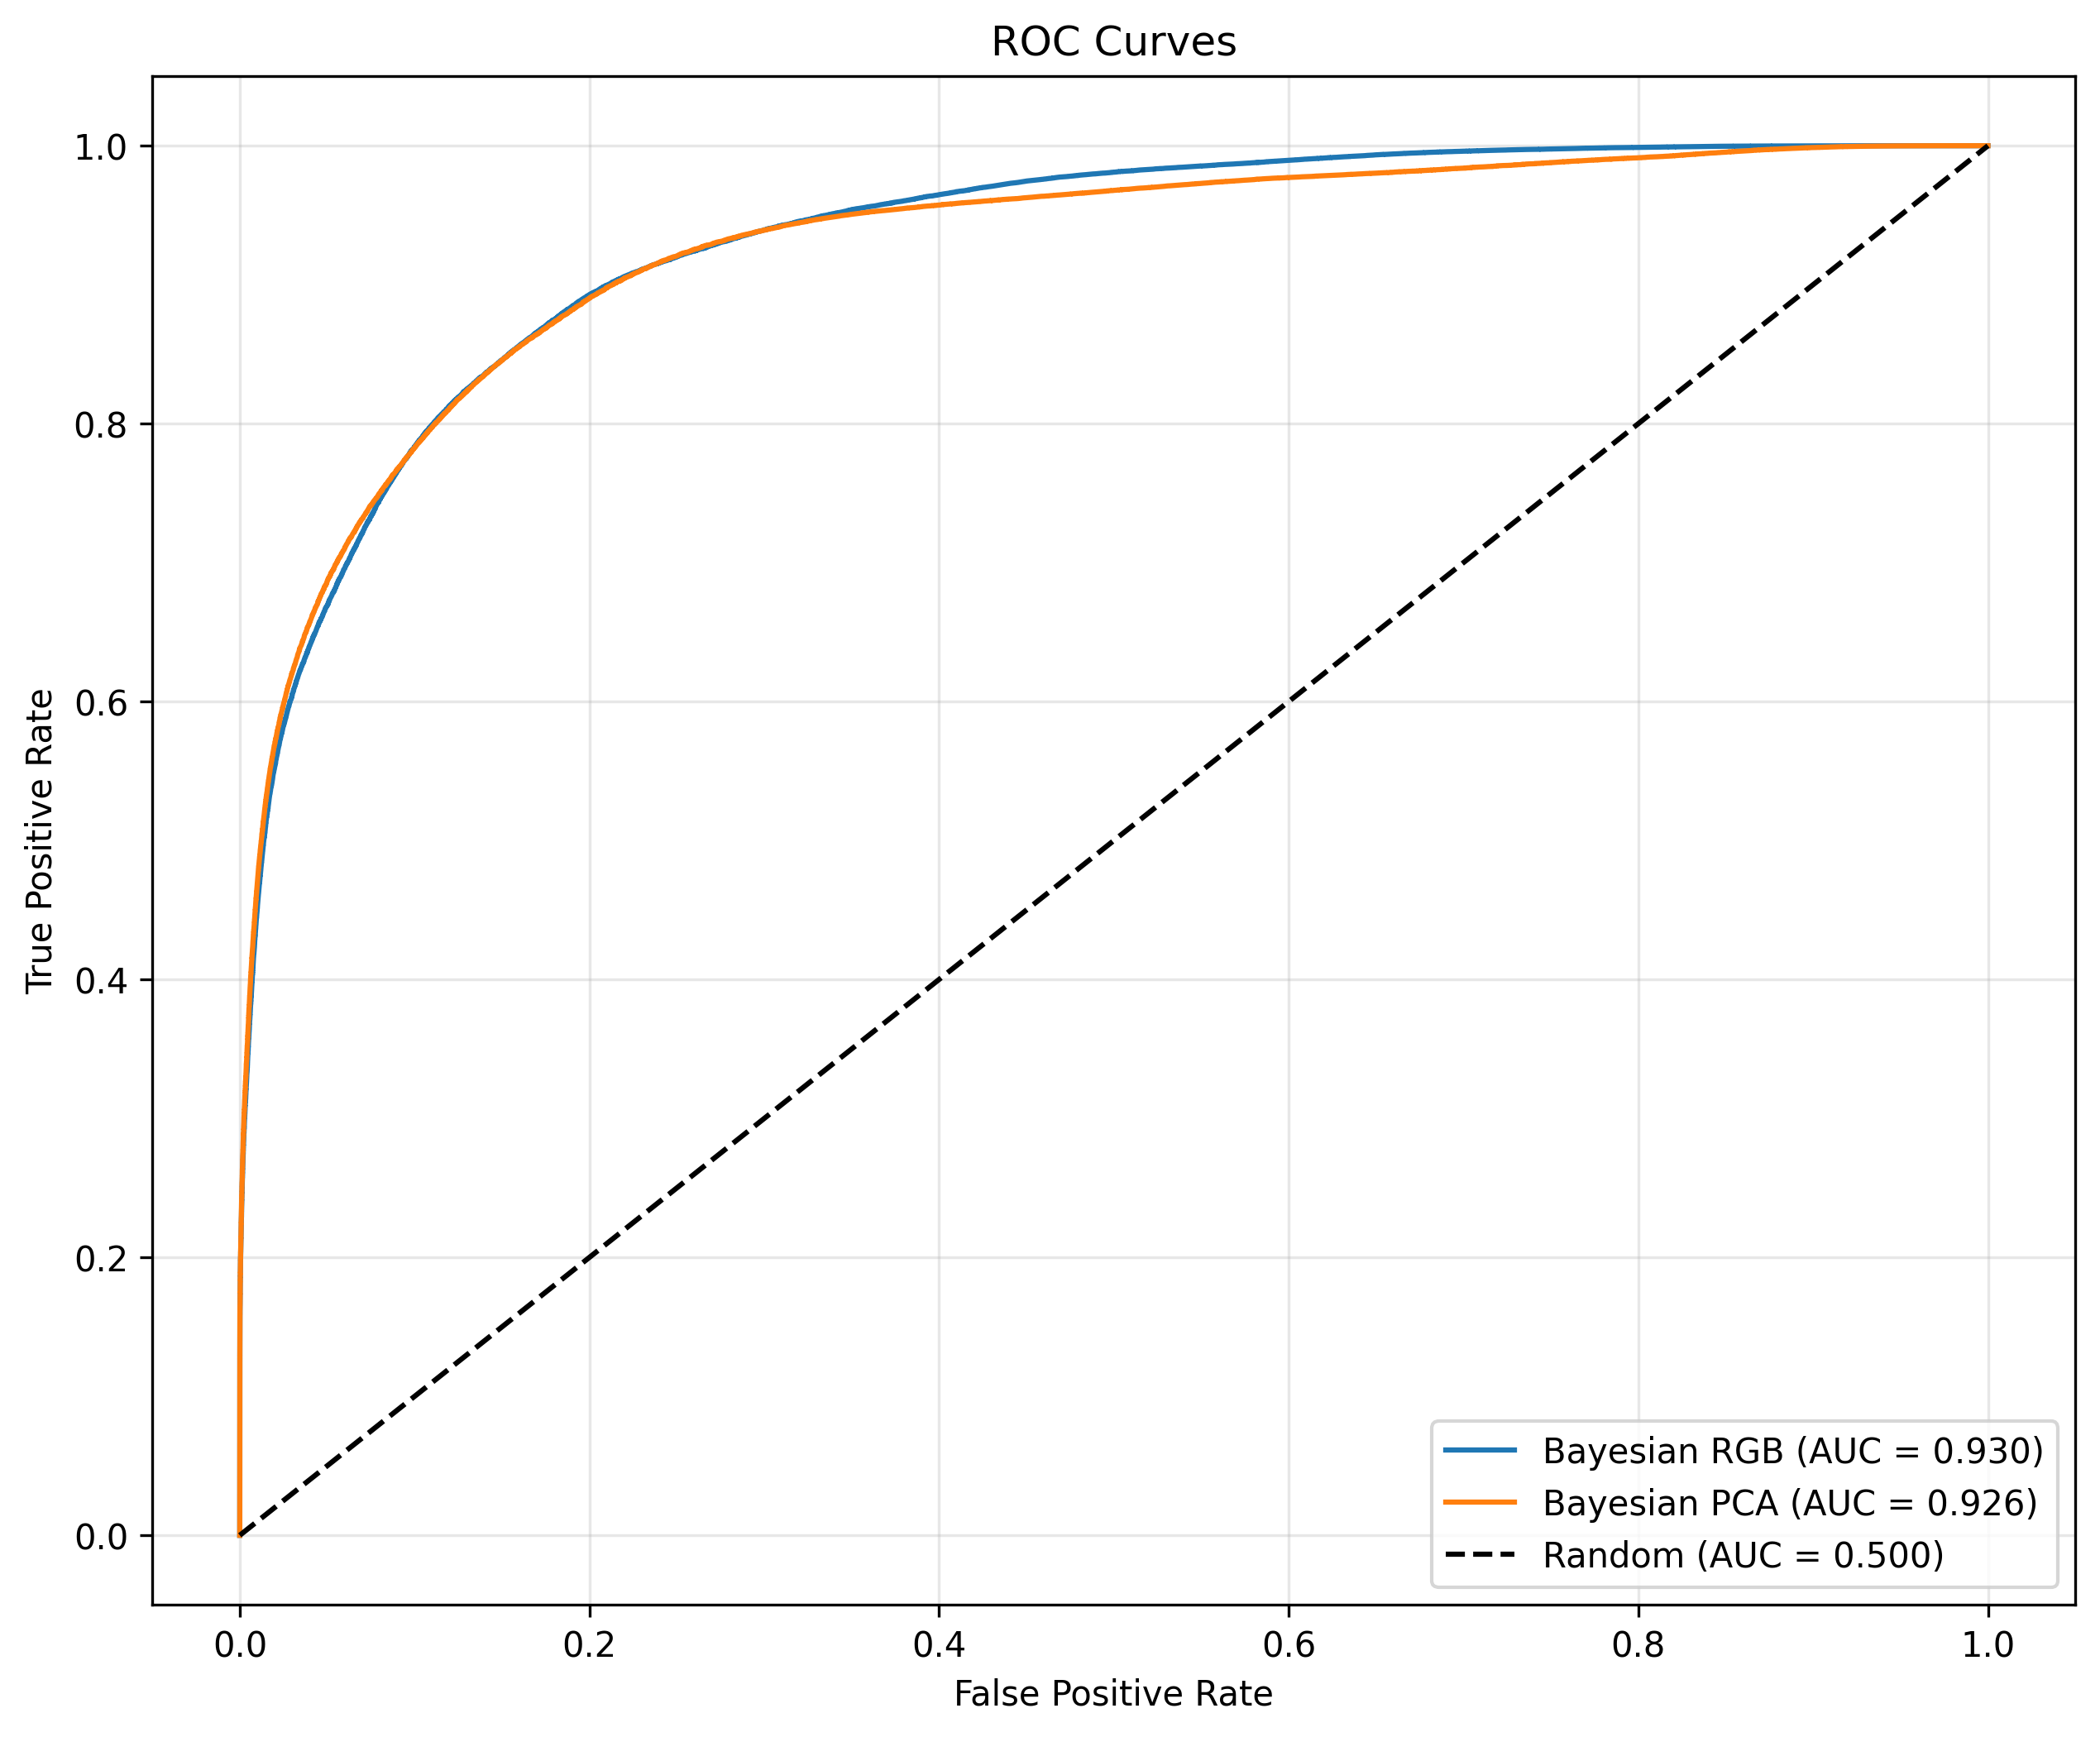 ROC Curves
1.0
0.8
0.6
0.4
0.2
0.0
True Positive Rate
0.0 0.2 0.4 0.6 0.8 1.0
False Positive Rate
Bayesian RGB (AUC = 0.930)
Bayesian PCA (AUC = 0.926)
Random (AUC = 0.500)